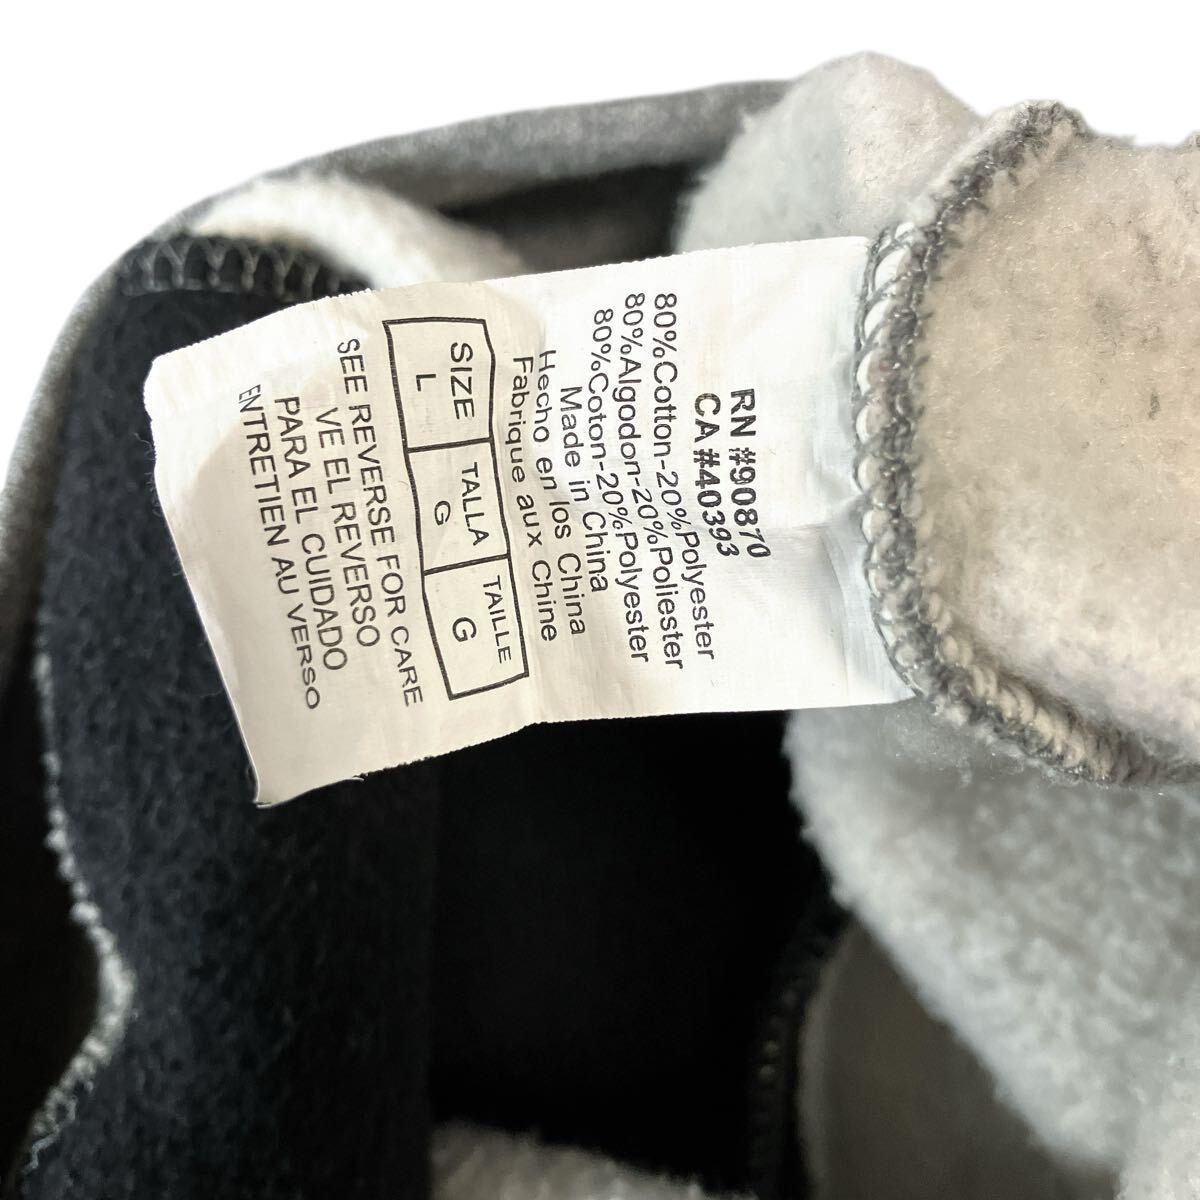 RN #90870
CA #40393
80%Cotton-20%Polyester
80%Algodon-20%Poliester
80%Coton-20%Polyester
Made in China
Hecho en los China
Fabrique aux Chine
SIZE TALLA TAILLE
L G G
SEE REVERSE FOR CARE
VE EL REVERSO
PARA EL CUIDADO
ENTRETIEN AU VERSO